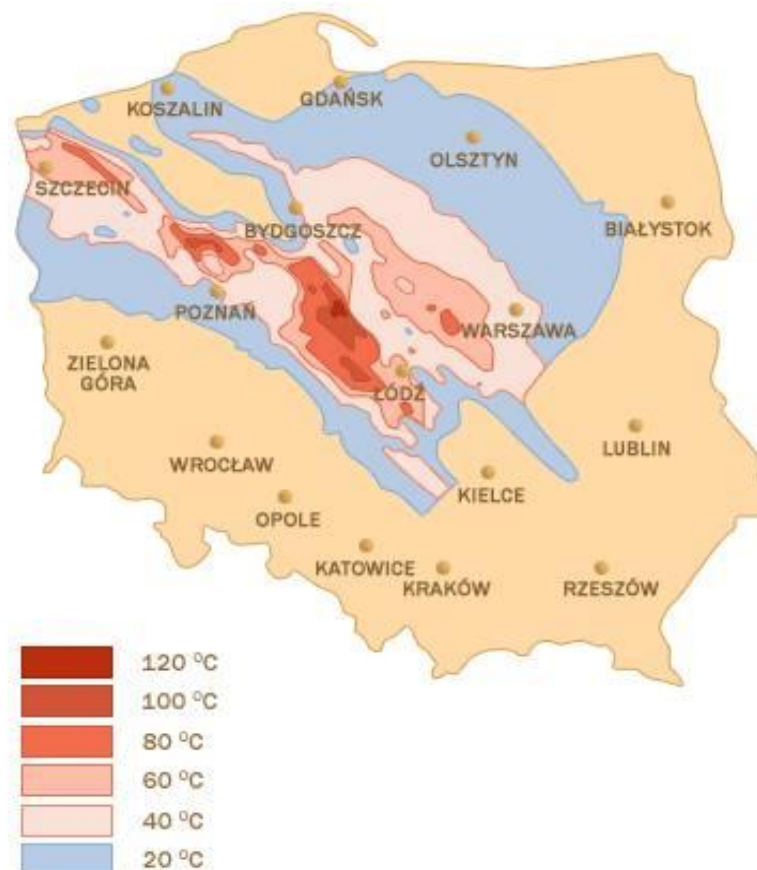 KOSZALIN
GDAŃSK
OLSZTYN
SZCZECIN
BIAŁYSTOK
BYDGOSZCZ
POZNAŃ
WARSZAWA
ZIELONA
GÓRA
ŁÓDŹ
LUBLIN
WROCŁAW
KIELCE
OPOLE
KATOWICE
KRAKÓW
RZESZÓW
120 °C
100 °C
80 °C
60 °C
40 °C
20 °C